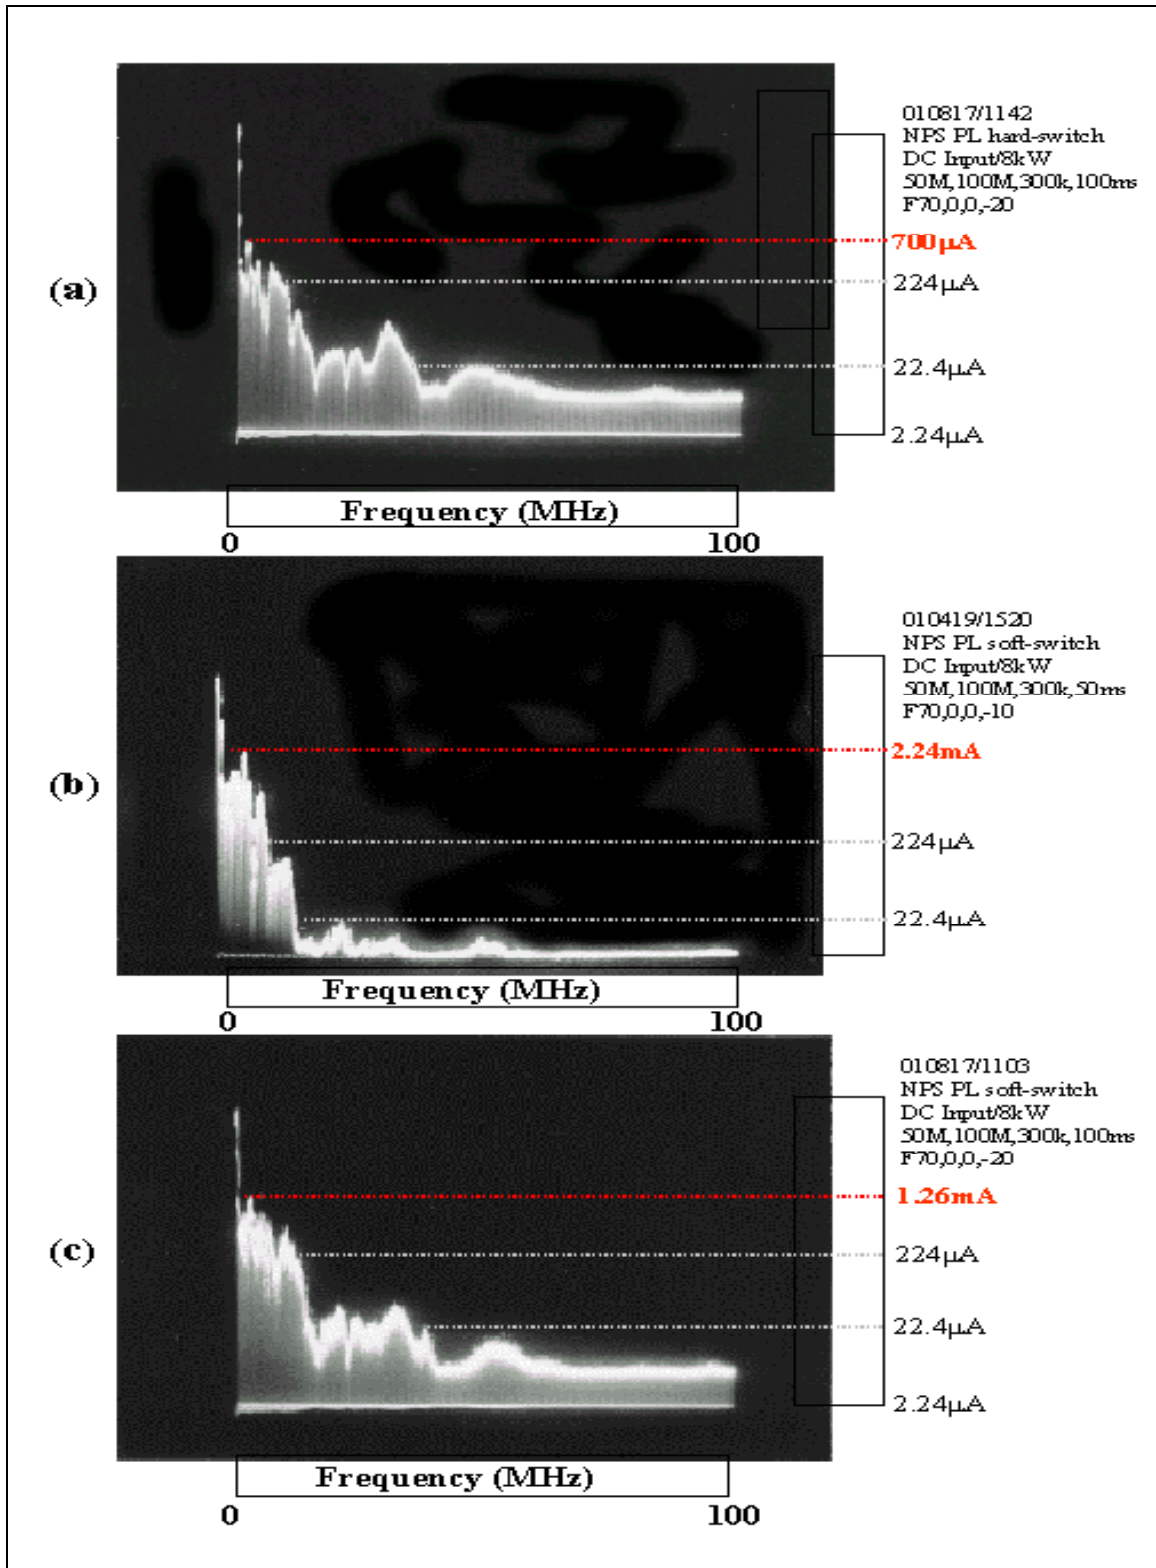 (a)
010817/1142
NPS PL hard-switch
DC Input/8kW
50M,100M,300k,100ms
F70,0,0,-20
700μA
224μA
22.4μA
2.24μA
Frequency (MHz)
0 100
(b)
010419/1520
NPS PL soft-switch
DC Input/8kW
50M,100M,300k,50ms
F70,0,0,-10
2.24mA
224μA
22.4μA
Frequency (MHz)
0 100
(c)
010817/1103
NPS PL soft-switch
DC Input/8kW
50M,100M,300k,100ms
F70,0,0,-20
1.26mA
224μA
22.4μA
2.24μA
Frequency (MHz)
0 100